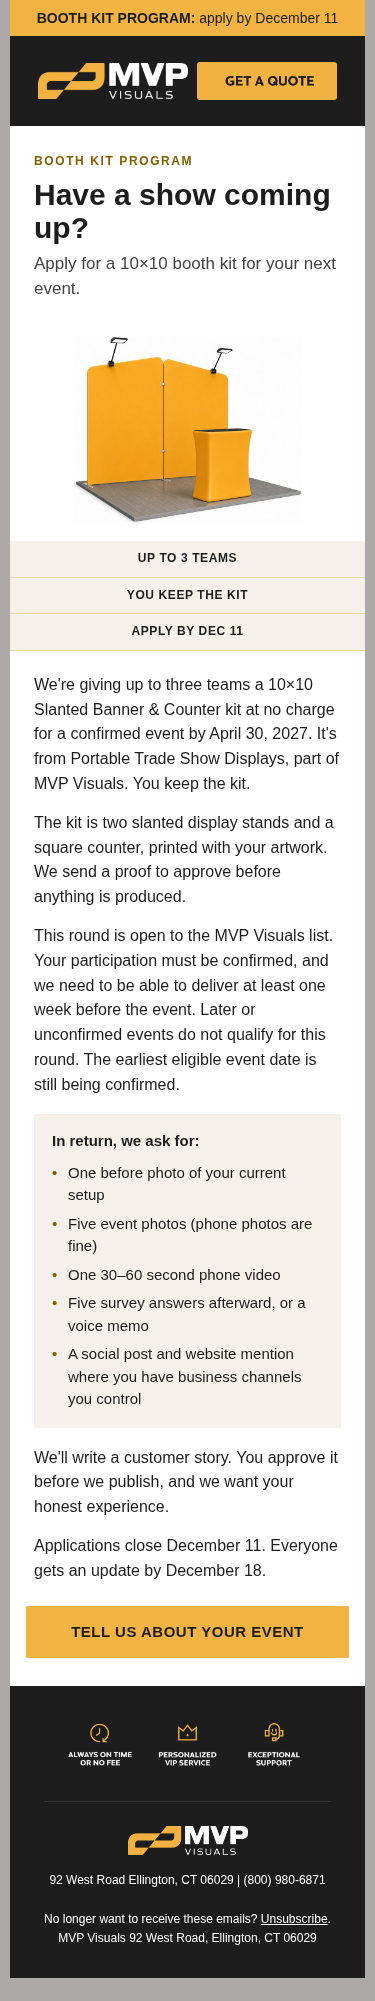 BOOTH KIT PROGRAM: apply by December 11
MVP
VISUALS
GET A QUOTE
BOOTH KIT PROGRAM
Have a show coming
up?
Apply for a 10×10 booth kit for your next
event.
UP TO 3 TEAMS
YOU KEEP THE KIT
APPLY BY DEC 11
We're giving up to three teams a 10×10
Slanted Banner & Counter kit at no charge
for a confirmed event by April 30, 2027. It's
from Portable Trade Show Displays, part of
MVP Visuals. You keep the kit.
The kit is two slanted display stands and a
square counter, printed with your artwork.
We send a proof to approve before
anything is produced.
This round is open to the MVP Visuals list.
Your participation must be confirmed, and
we need to be able to deliver at least one
week before the event. Later or
unconfirmed events do not qualify for this
round. The earliest eligible event date is
still being confirmed.
In return, we ask for:
• One before photo of your current
setup
• Five event photos (phone photos are
fine)
• One 30–60 second phone video
• Five survey answers afterward, or a
voice memo
• A social post and website mention
where you have business channels
you control
We'll write a customer story. You approve it
before we publish, and we want your
honest experience.
Applications close December 11. Everyone
gets an update by December 18.
TELL US ABOUT YOUR EVENT
ALWAYS ON TIME
OR NO FEE
PERSONALIZED
VIP SERVICE
EXCEPTIONAL
SUPPORT
MVP
VISUALS
92 West Road Ellington, CT 06029 | (800) 980-6871
No longer want to receive these emails? Unsubscribe.
MVP Visuals 92 West Road, Ellington, CT 06029